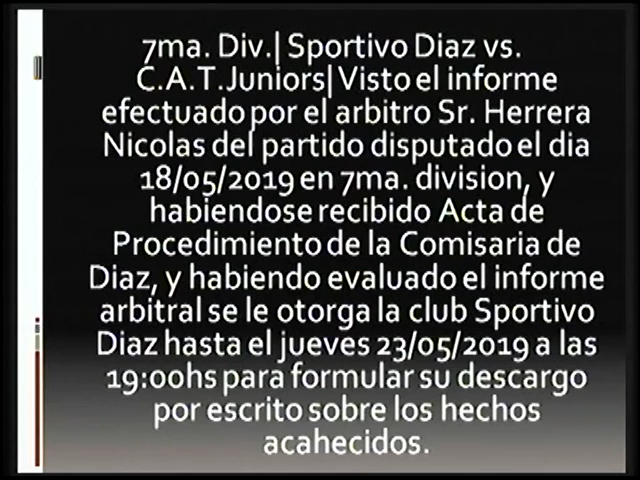 7ma. Div.| Sportivo Diaz vs.
C.A.T.Juniors| Visto el informe
efectuado por el arbitro Sr. Herrera
Nicolas del partido disputado el dia
18/05/2019 en 7ma. division, y
habiendose recibido Acta de
Procedimiento de la Comisaria de
Diaz, y habiendo evaluado el informe
arbitral se le otorga la club Sportivo
Diaz hasta el jueves 23/05/2019 a las
19:00hs para formular su descargo
por escrito sobre los hechos
acahecidos.